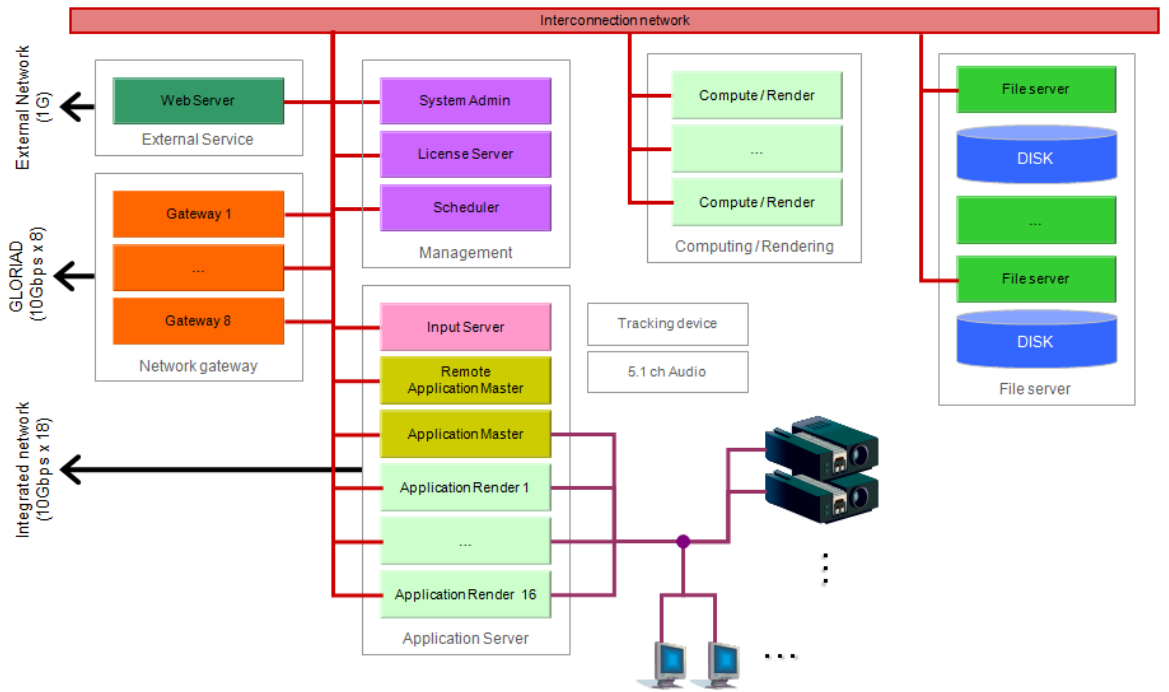 Interconnection network
External Network
(1G)
Web Server
External Service
System Admin
License Server
Scheduler
Management
Compute / Render
...
Compute / Render
Computing / Rendering
File server
DISK
...
File server
DISK
File server
GLORIAD
(10Gbps x 8)
Gateway 1
...
Gateway 8
Network gateway
Integrated network
(10Gbps x 18)
Input Server
Remote
Application Master
Application Master
Application Render 1
...
Application Render 16
Application Server
Tracking device
5.1 ch Audio
...
...